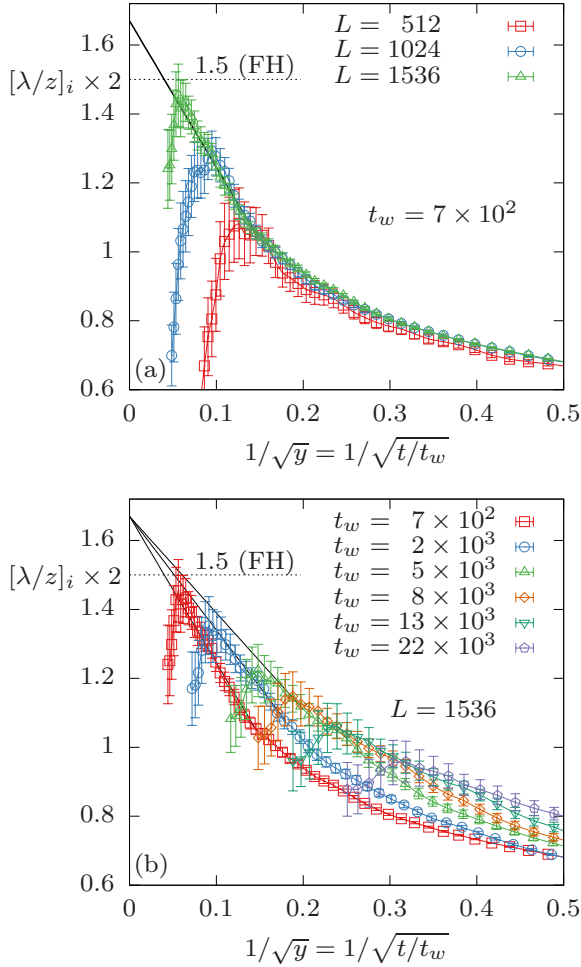 1.6
[λ/z]ᵢ × 2
1.4
1.2
1
0.8
0.6
1.5 (FH)
L = 512
L = 1024
L = 1536
t_w = 7 × 10²
(a)
0 0.1 0.2 0.3 0.4 0.5
1/√y = 1/√(t/t_w)
1.6
[λ/z]ᵢ × 2
1.4
1.2
1
0.8
0.6
1.5 (FH)
t_w = 7 × 10²
t_w = 2 × 10³
t_w = 5 × 10³
t_w = 8 × 10³
t_w = 13 × 10³
t_w = 22 × 10³
L = 1536
(b)
0 0.1 0.2 0.3 0.4 0.5
1/√y = 1/√(t/t_w)